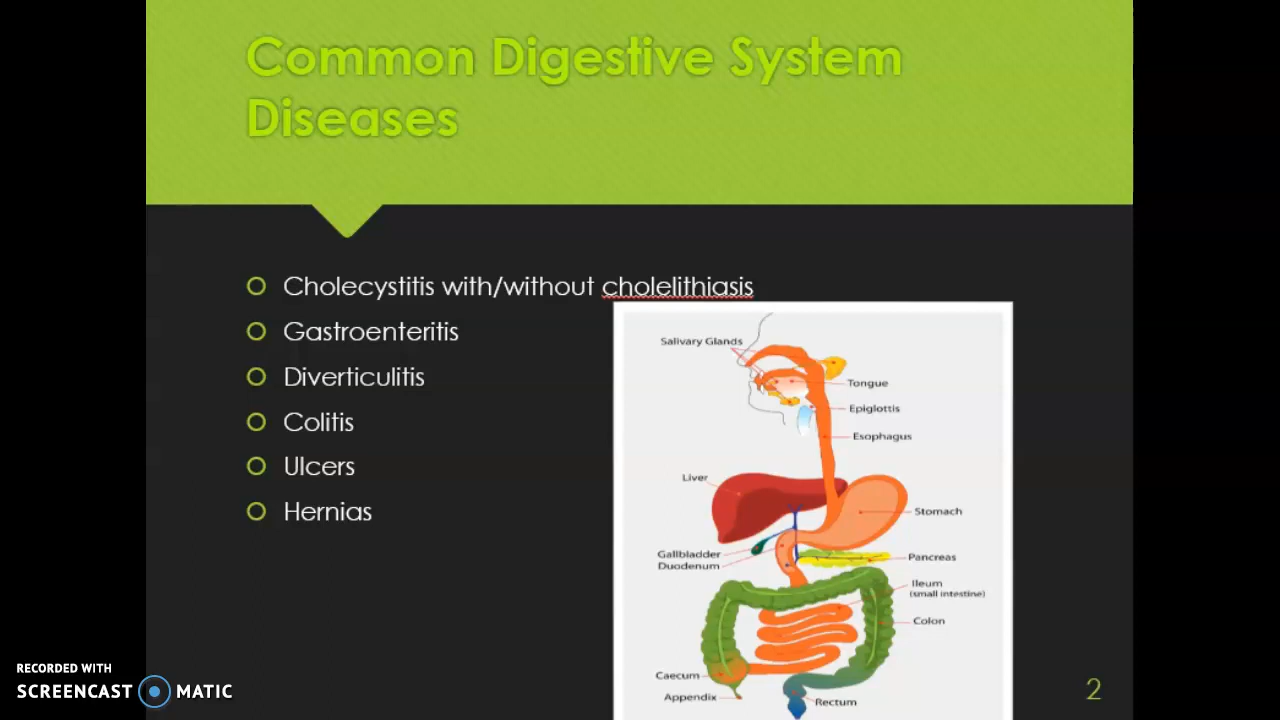 Common Digestive System
Diseases
Cholecystitis with/without cholelithiasis
Gastroenteritis
Diverticulitis
Colitis
Ulcers
Hernias
Salivary Glands
Tongue
Epiglottis
Esophagus
Liver
Stomach
Gallbladder
Duodenum
Pancreas
Ileum
(small intestine)
Colon
Caecum
Appendix
Rectum
RECORDED WITH
SCREENCAST MATIC
2